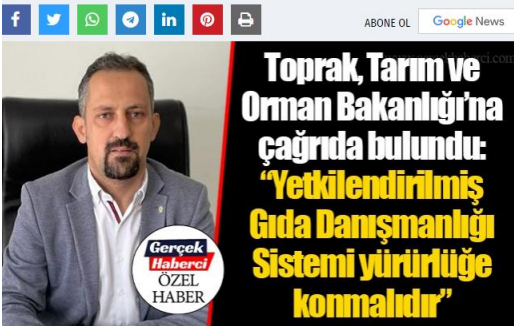 ABONE OL
Google News
Toprak, Tarım ve
Orman Bakanlığı’na
çağrıda bulundu:
“Yetkilendirilmiş
Gıda Danışmanlığı
Sistemi yürürlüğe
konmalıdır”
Gerçek
Haberci
ÖZEL
HABER